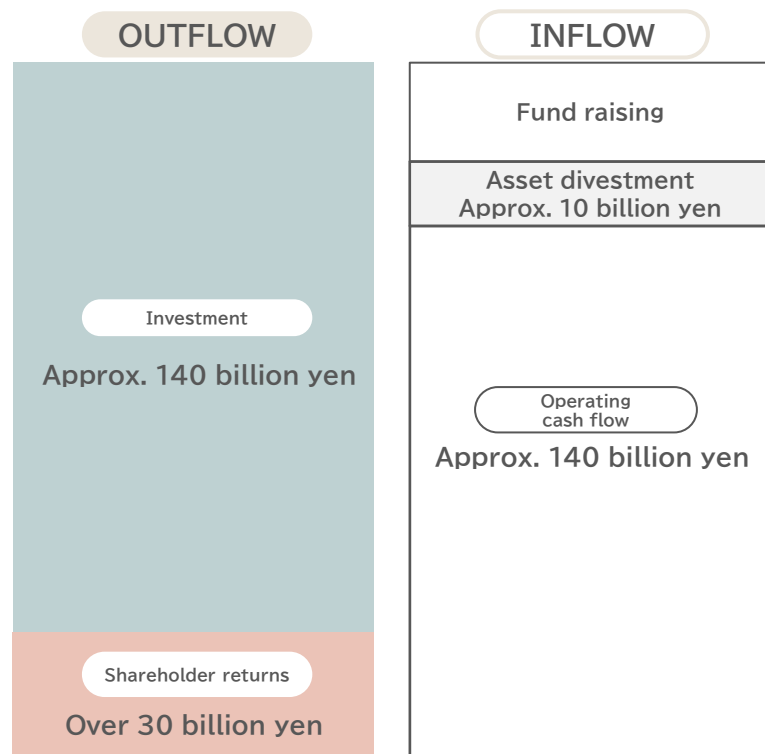 OUTFLOW
Investment
Approx. 140 billion yen
Shareholder returns
Over 30 billion yen
INFLOW
Fund raising
Asset divestment
Approx. 10 billion yen
Operating
cash flow
Approx. 140 billion yen